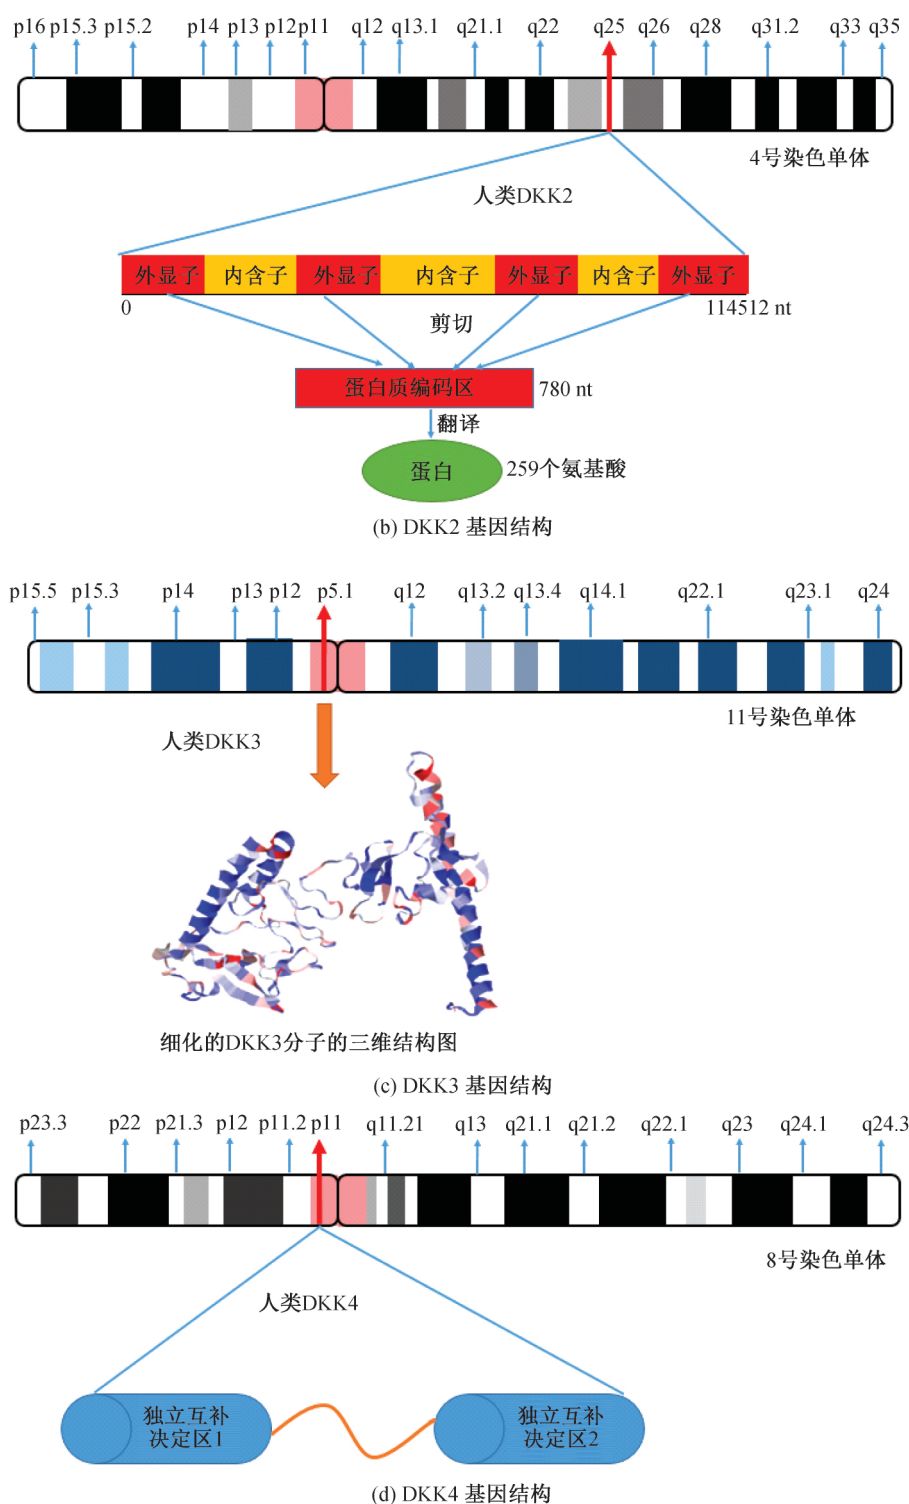 p16 p15.3 p15.2 p14 p13 p12 p11 q12 q13.1 q21.1 q22 q25 q26 q28 q31.2 q33 q35
4号染色单体
人类DKK2
外显子 内含子 外显子 内含子 外显子 内含子 外显子
0 114512 nt
剪切
蛋白质编码区 780 nt
翻译
蛋白 259个氨基酸
(b) DKK2 基因结构
p15.5 p15.3 p14 p13 p12 p5.1 q12 q13.2 q13.4 q14.1 q22.1 q23.1 q24
11号染色单体
人类DKK3
细化的DKK3分子的三维结构图
(c) DKK3 基因结构
p23.3 p22 p21.3 p12 p11.2 p11 q11.21 q13 q21.1 q21.2 q22.1 q23 q24.1 q24.3
8号染色单体
人类DKK4
独立互补 独立互补
决定区1 决定区2
(d) DKK4 基因结构